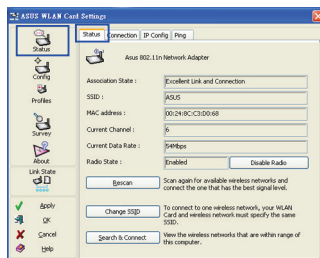 ASUS WLAN Card Settings
Status
Config
Profiles
Survey
About
Link State
Apply
OK
Cancel
Help
Status Connection IP Config Ping
Asus 802.11n Network Adapter
Association State : Excellent Link and Connection
SSID : ASUS
MAC address : 00:24:8C:C3:D0:68
Current Channel : 6
Current Data Rate : 54Mbps
Radio State : Enabled Disable Radio
Rescan
Scan again for available wireless networks and
connect the one that has the best signal level.
Change SSID
To connect to one wireless network, your WLAN
Card and wireless network must specify the same
SSID.
Search & Connect
View the wireless networks that are within range of
this computer.